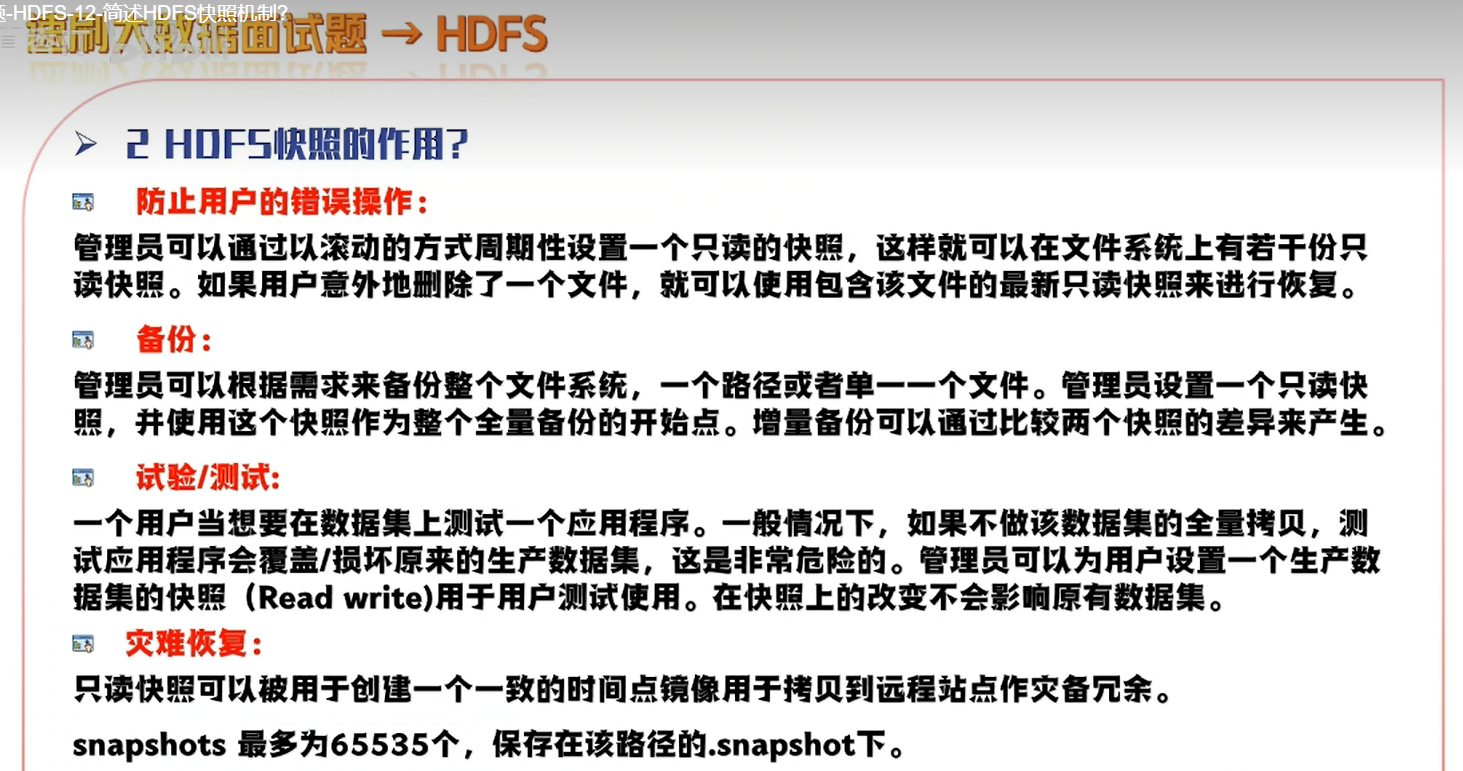 题-HDFS-12-简述HDFS快照机制?
刷大数据面试题 → HDFS
2 HDFS快照的作用?
防止用户的错误操作：
管理员可以通过以滚动的方式周期性设置一个只读的快照，这样就可以在文件系统上有若干份只
读快照。如果用户意外地删除了一个文件，就可以使用包含该文件的最新只读快照来进行恢复。
备份：
管理员可以根据需求来备份整个文件系统，一个路径或者单一一个文件。管理员设置一个只读快
照，并使用这个快照作为整个全量备份的开始点。增量备份可以通过比较两个快照的差异来产生。
试验/测试:
一个用户当想要在数据集上测试一个应用程序。一般情况下，如果不做该数据集的全量拷贝，测
试应用程序会覆盖/损坏原来的生产数据集，这是非常危险的。管理员可以为用户设置一个生产数
据集的快照（Read write)用于用户测试使用。在快照上的改变不会影响原有数据集。
灾难恢复：
只读快照可以被用于创建一个一致的时间点镜像用于拷贝到远程站点作灾备冗余。
snapshots 最多为65535个，保存在该路径的.snapshot下。